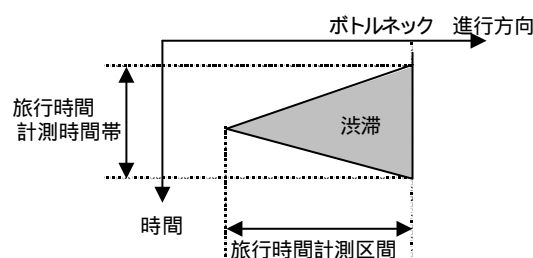 ボトルネック 進行方向
旅行時間
計測時間帯
渋滞
時間
旅行時間計測区間